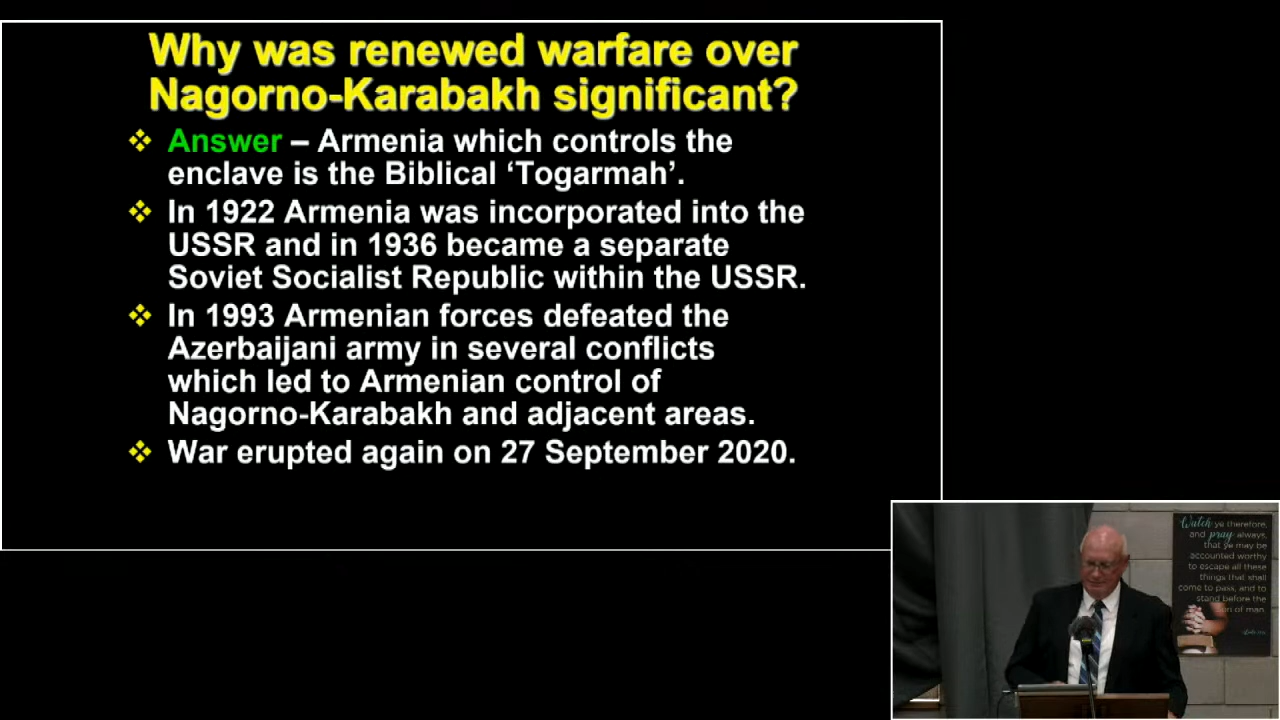 Why was renewed warfare over
Nagorno-Karabakh significant?
❖ Answer – Armenia which controls the
enclave is the Biblical ‘Togarmah’.
❖ In 1922 Armenia was incorporated into the
USSR and in 1936 became a separate
Soviet Socialist Republic within the USSR.
❖ In 1993 Armenian forces defeated the
Azerbaijani army in several conflicts
which led to Armenian control of
Nagorno-Karabakh and adjacent areas.
❖ War erupted again on 27 September 2020.
Watch ye therefore,
and pray always,
that ye may be
accounted worthy
to escape all these
things that shall
come to pass, and to
stand before the
of man.